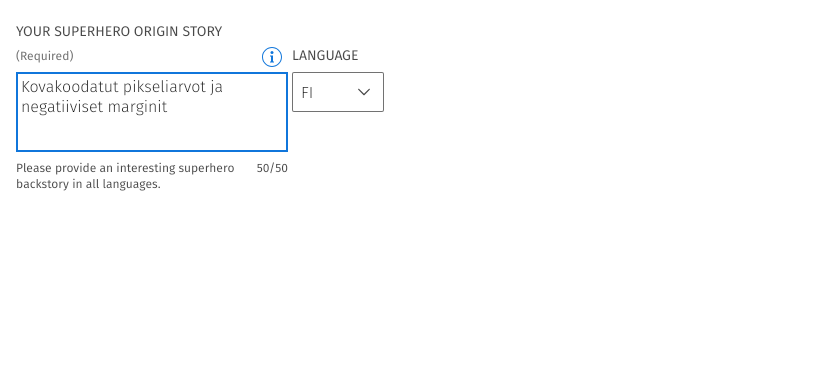 YOUR SUPERHERO ORIGIN STORY
(Required)
LANGUAGE
Kovakoodatut pikseliarvot ja
negatiiviset marginit
FI
Please provide an interesting superhero
backstory in all languages.
50/50